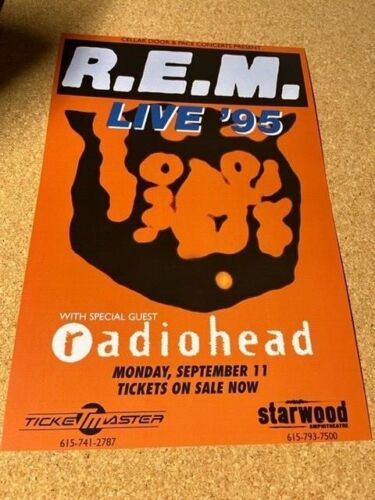 CELLAR DOOR & PACE CONCERTS PRESENT
R.E.M.
LIVE '95
WITH SPECIAL GUEST
radiohead
MONDAY, SEPTEMBER 11
TICKETS ON SALE NOW
TICKETMASTER
615-741-2787
starwood
AMPHITHEATRE
615-793-7500